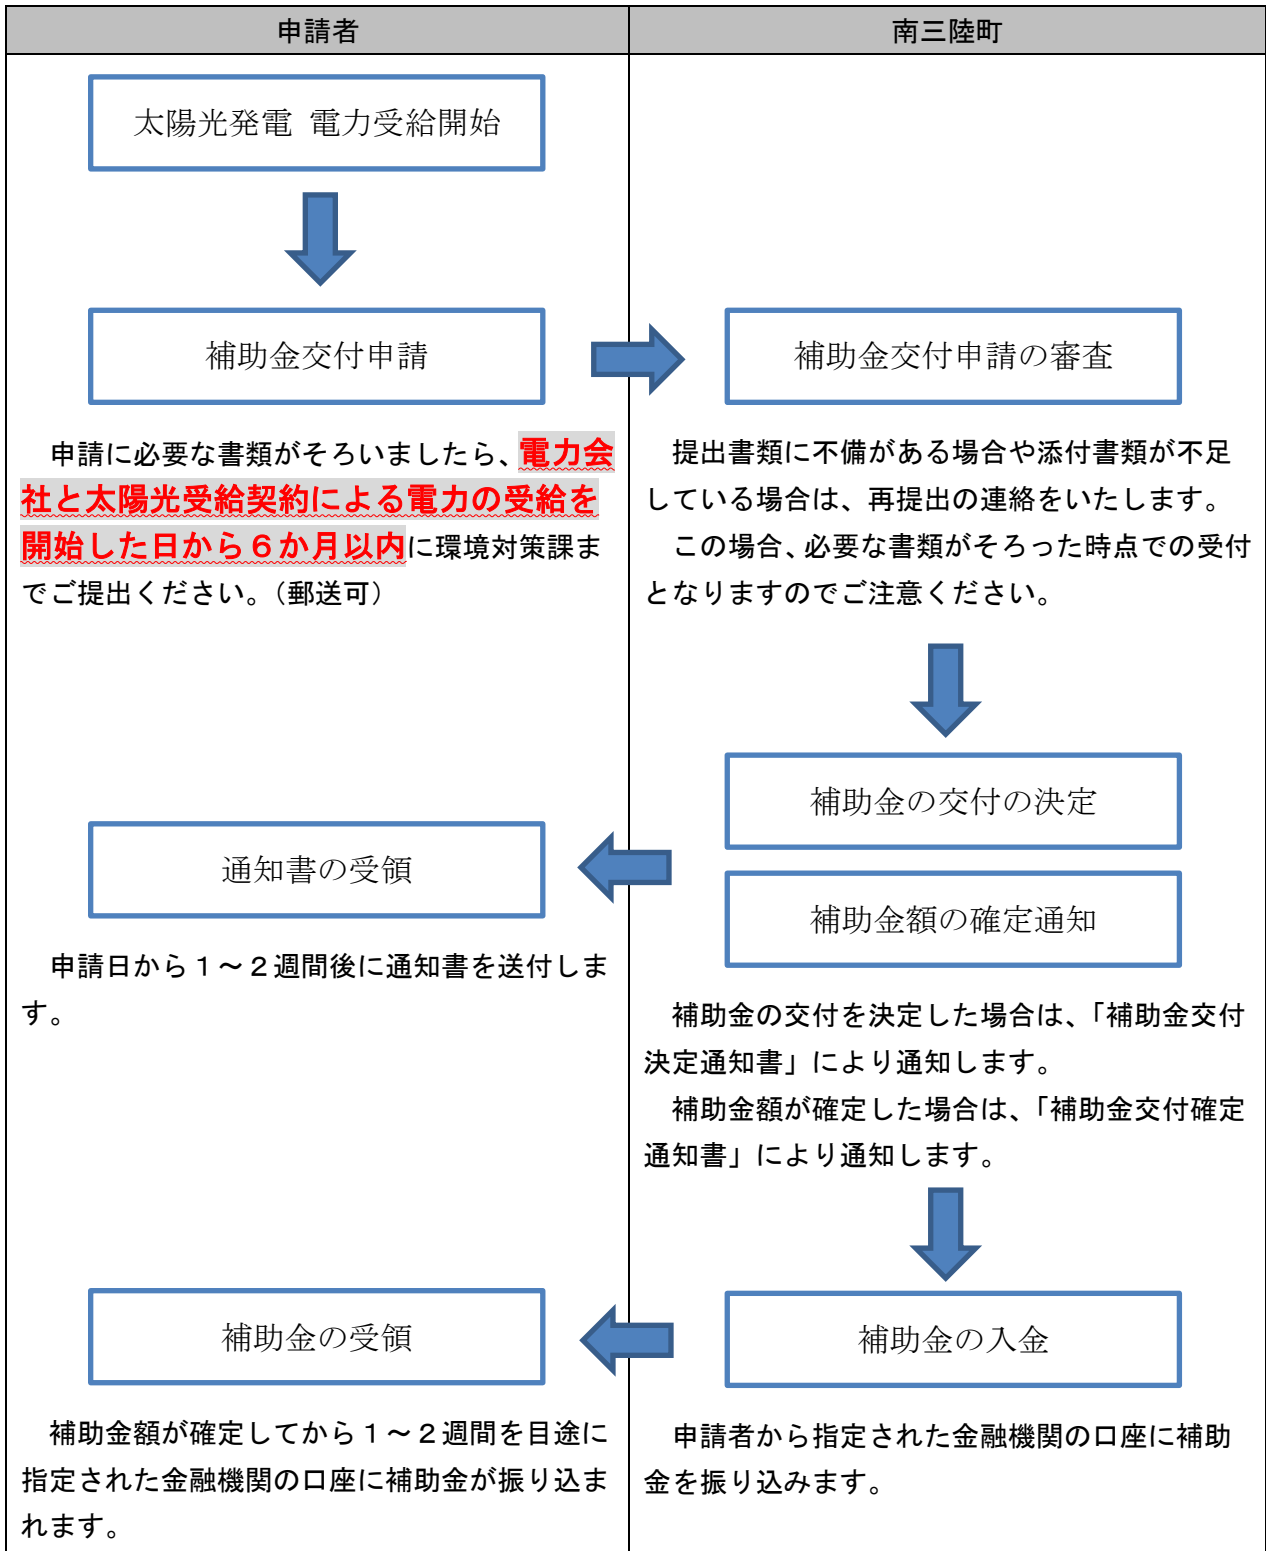 申請者
南三陸町
太陽光発電 電力受給開始
補助金交付申請
補助金交付申請の審査
申請に必要な書類がそろいましたら、電力会
社と太陽光受給契約による電力の受給を
開始した日から６か月以内に環境対策課ま
でご提出ください。（郵送可）
提出書類に不備がある場合や添付書類が不足
している場合は、再提出の連絡をいたします。
この場合、必要な書類がそろった時点での受付
となりますのでご注意ください。
補助金の交付の決定
通知書の受領
補助金額の確定通知
申請日から１～２週間後に通知書を送付しま
す。
補助金の交付を決定した場合は、「補助金交付
決定通知書」により通知します。
補助金額が確定した場合は、「補助金交付確定
通知書」により通知します。
補助金の受領
補助金の入金
補助金額が確定してから１～２週間を目途に
指定された金融機関の口座に補助金が振り込ま
れます。
申請者から指定された金融機関の口座に補助
金を振り込みます。